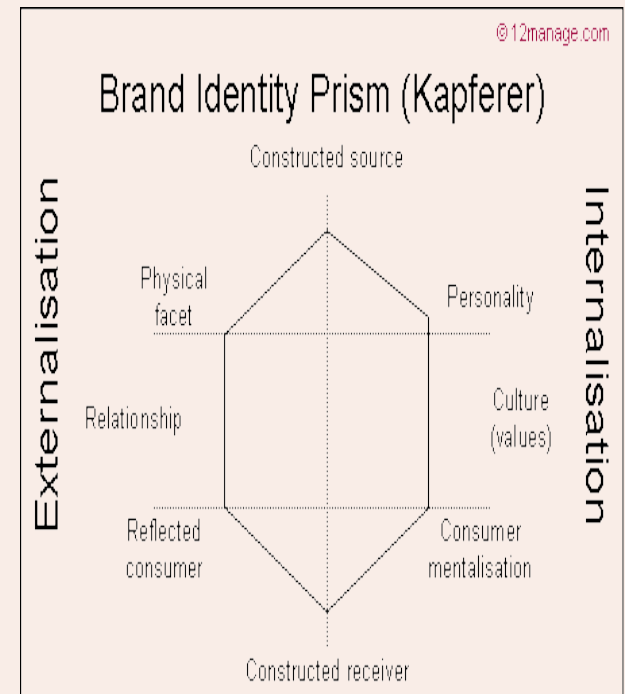 © 12manage.com
Brand Identity Prism (Kapferer)
Constructed source
Externalisation
Internalisation
Physical
facet
Personality
Relationship
Culture
(values)
Reflected
consumer
Consumer
mentalisation
Constructed receiver